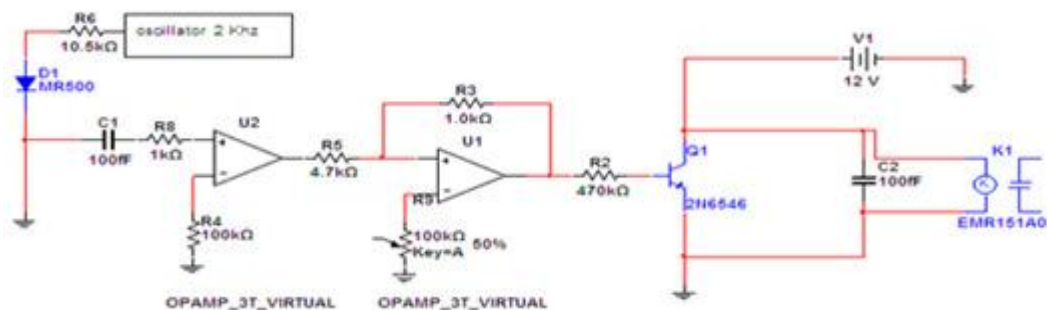 R6
10.5kΩ
oscillator 2 Khz
D1
MR500
C1
100fF
R8
1kΩ
U2
R4
100kΩ
R5
4.7kΩ
R3
1.0kΩ
U1
R9
100kΩ
Key=A
50%
R2
470kΩ
Q1
2N6546
V1
12 V
C2
100fF
K1
K
EMR151A0
OPAMP_3T_VIRTUAL
OPAMP_3T_VIRTUAL